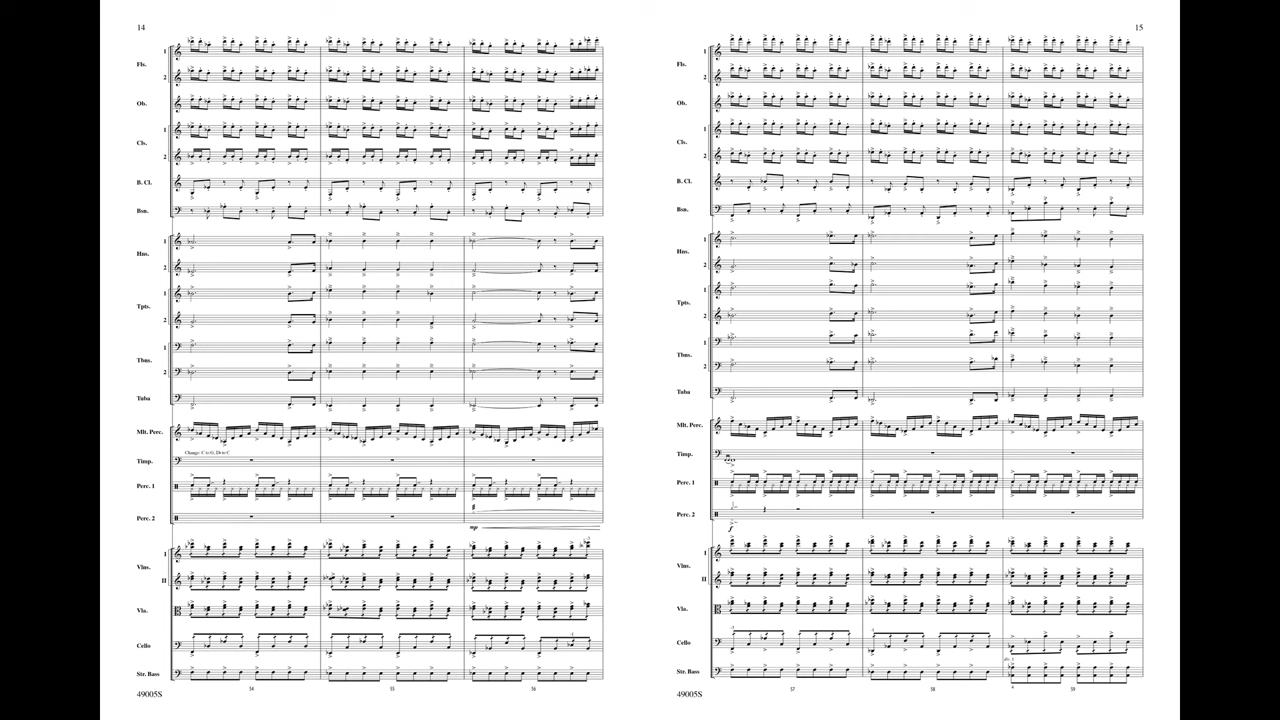 14
Fls.
1
2
Ob.
Cls.
1
2
B. Cl.
Bsn.
Hns.
1
2
Tpts.
1
2
Tbns.
1
2
Tuba
Mlt. Perc.
Timp.
Change C to G, D♭ to C
Perc. 1
Perc. 2
mp
Vlns.
I
II
Vla.
Cello
Str. Bass
54
55
56
49005S
15
Fls.
1
2
Ob.
Cls.
1
2
B. Cl.
Bsn.
Hns.
1
2
Tpts.
1
2
Tbns.
1
2
Tuba
Mlt. Perc.
Timp.
Perc. 1
Perc. 2
f
Vlns.
I
II
Vla.
Cello
Str. Bass
57
58
59
49005S